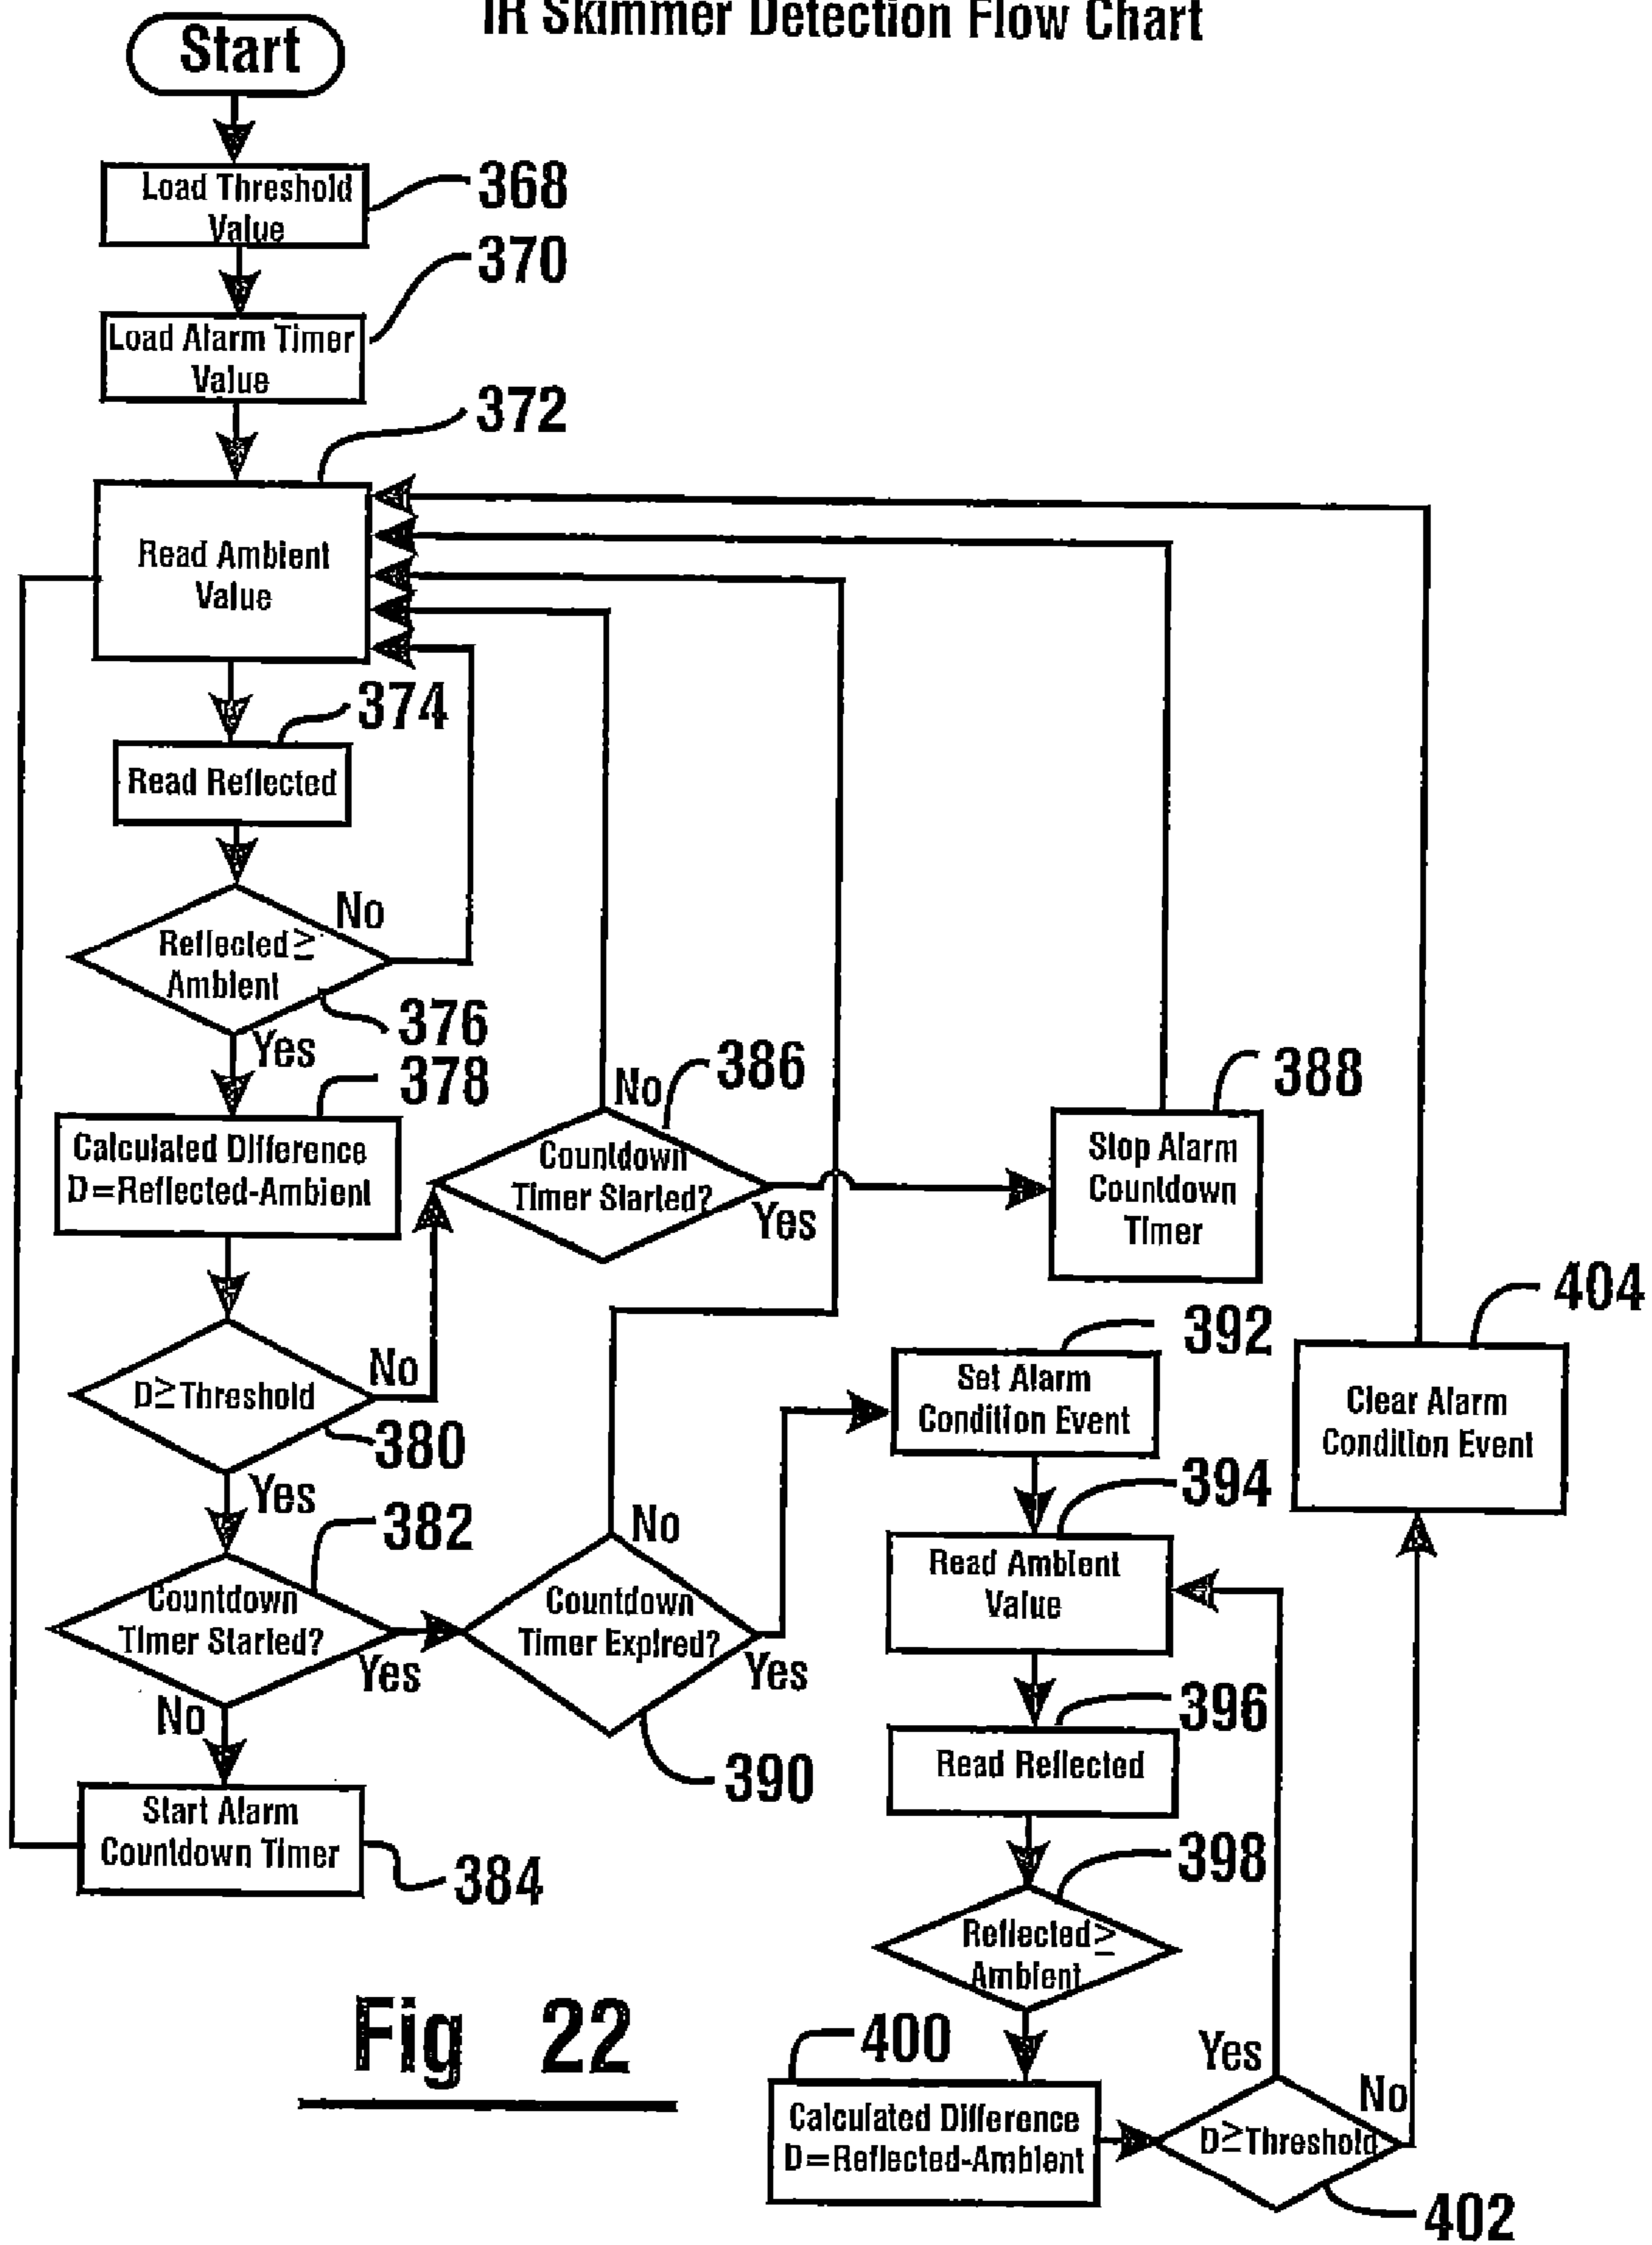 IR Skimmer Detection Flow Chart
Start
Load Threshold
Value
368
370
Load Alarm Timer
Value
372
Read Ambient
Value
374
Read Reflected
No
Reflected ≥
Ambient
376
Yes
378
Calculated Difference
D=Reflected-Ambient
No
386
Countdown
Timer Started?
Yes
388
Stop Alarm
Countdown
Timer
D≥Threshold
No
380
Yes
382
Countdown
Timer Started?
Yes
No
Start Alarm
Countdown Timer
384
No
Countdown
Timer Expired?
Yes
390
392
Set Alarm
Condition Event
394
Read Ambient
Value
396
Read Reflected
398
Reflected ≥
Ambient
400
Calculated Difference
D=Reflected-Ambient
Yes
No
D≥Threshold
402
404
Clear Alarm
Condition Event
Fig 22